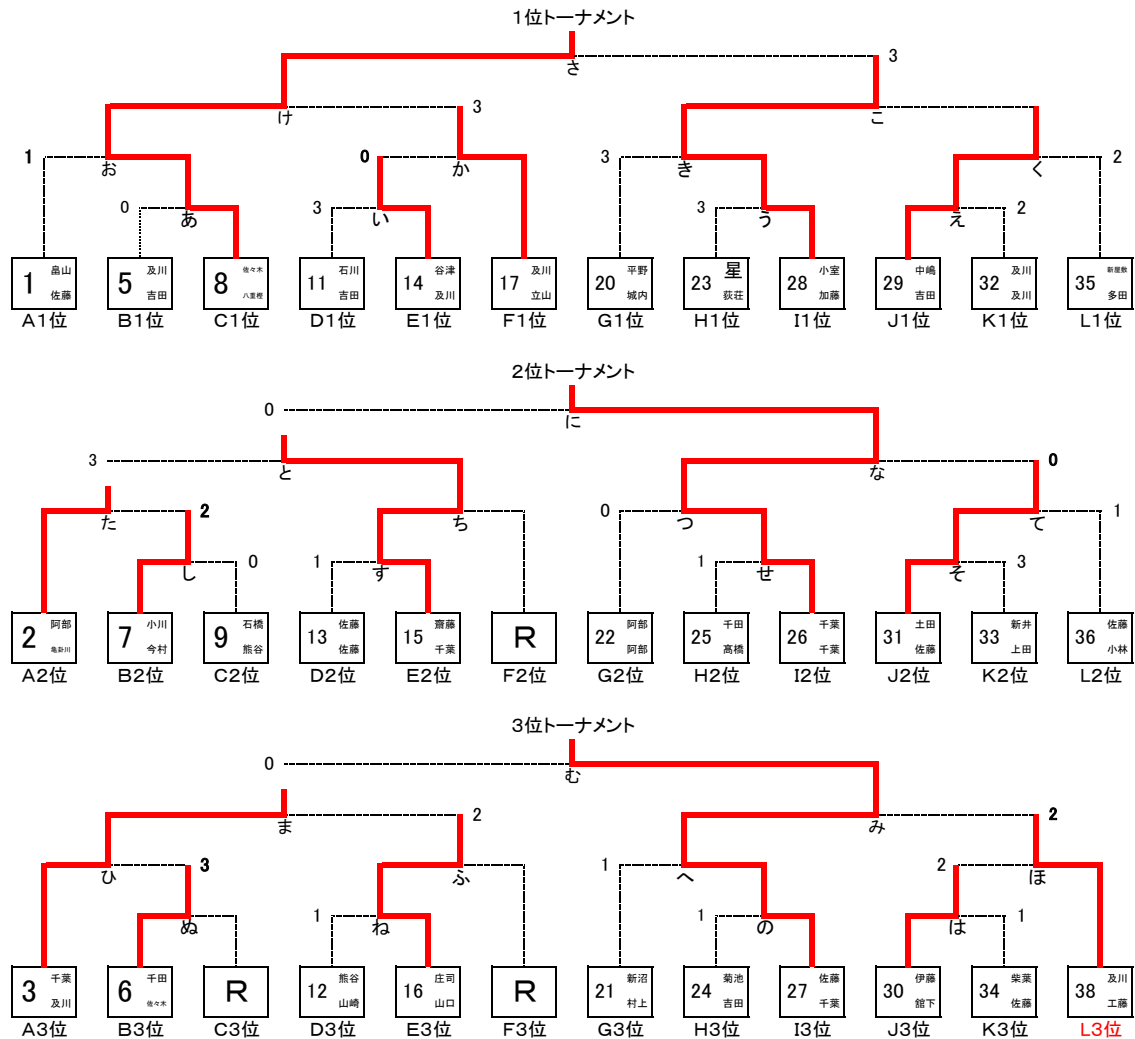 1位トーナメント
さ 3
け 3 こ
1 お 0 か 3 き く 2
0 あ 3 い 3 う え 2
1 畠山 佐藤 5 及川 吉田 8 佐々木 八重樫 11 石川 吉田 14 谷津 及川 17 及川 立山 20 平野 城内 23 星 荻荘 28 小室 加藤 29 中嶋 吉田 32 及川 及川 35 新屋敷 多田
A1位 B1位 C1位 D1位 E1位 F1位 G1位 H1位 I1位 J1位 K1位 L1位
2位トーナメント
0 に
3 と な 0
た 2 ち 0 つ て 1
し 0 1 す 1 せ そ 3
2 阿部 亀卦川 7 小川 今村 9 石橋 熊谷 13 佐藤 佐藤 15 齋藤 千葉 R 22 阿部 阿部 25 千田 髙橋 26 千葉 千葉 31 土田 佐藤 33 新井 上田 36 佐藤 小林
A2位 B2位 C2位 D2位 E2位 F2位 G2位 H2位 I2位 J2位 K2位 L2位
3位トーナメント
0 む
ま 2 み 2
ひ 3 ふ 1 へ 2 ほ
ぬ 1 ね 1 の は 1
3 千葉 及川 6 千田 佐々木 R 12 熊谷 山崎 16 庄司 山口 R 21 新沼 村上 24 菊池 吉田 27 佐藤 千葉 30 伊藤 舘下 34 柴葉 佐藤 38 及川 工藤
A3位 B3位 C3位 D3位 E3位 F3位 G3位 H3位 I3位 J3位 K3位 L3位